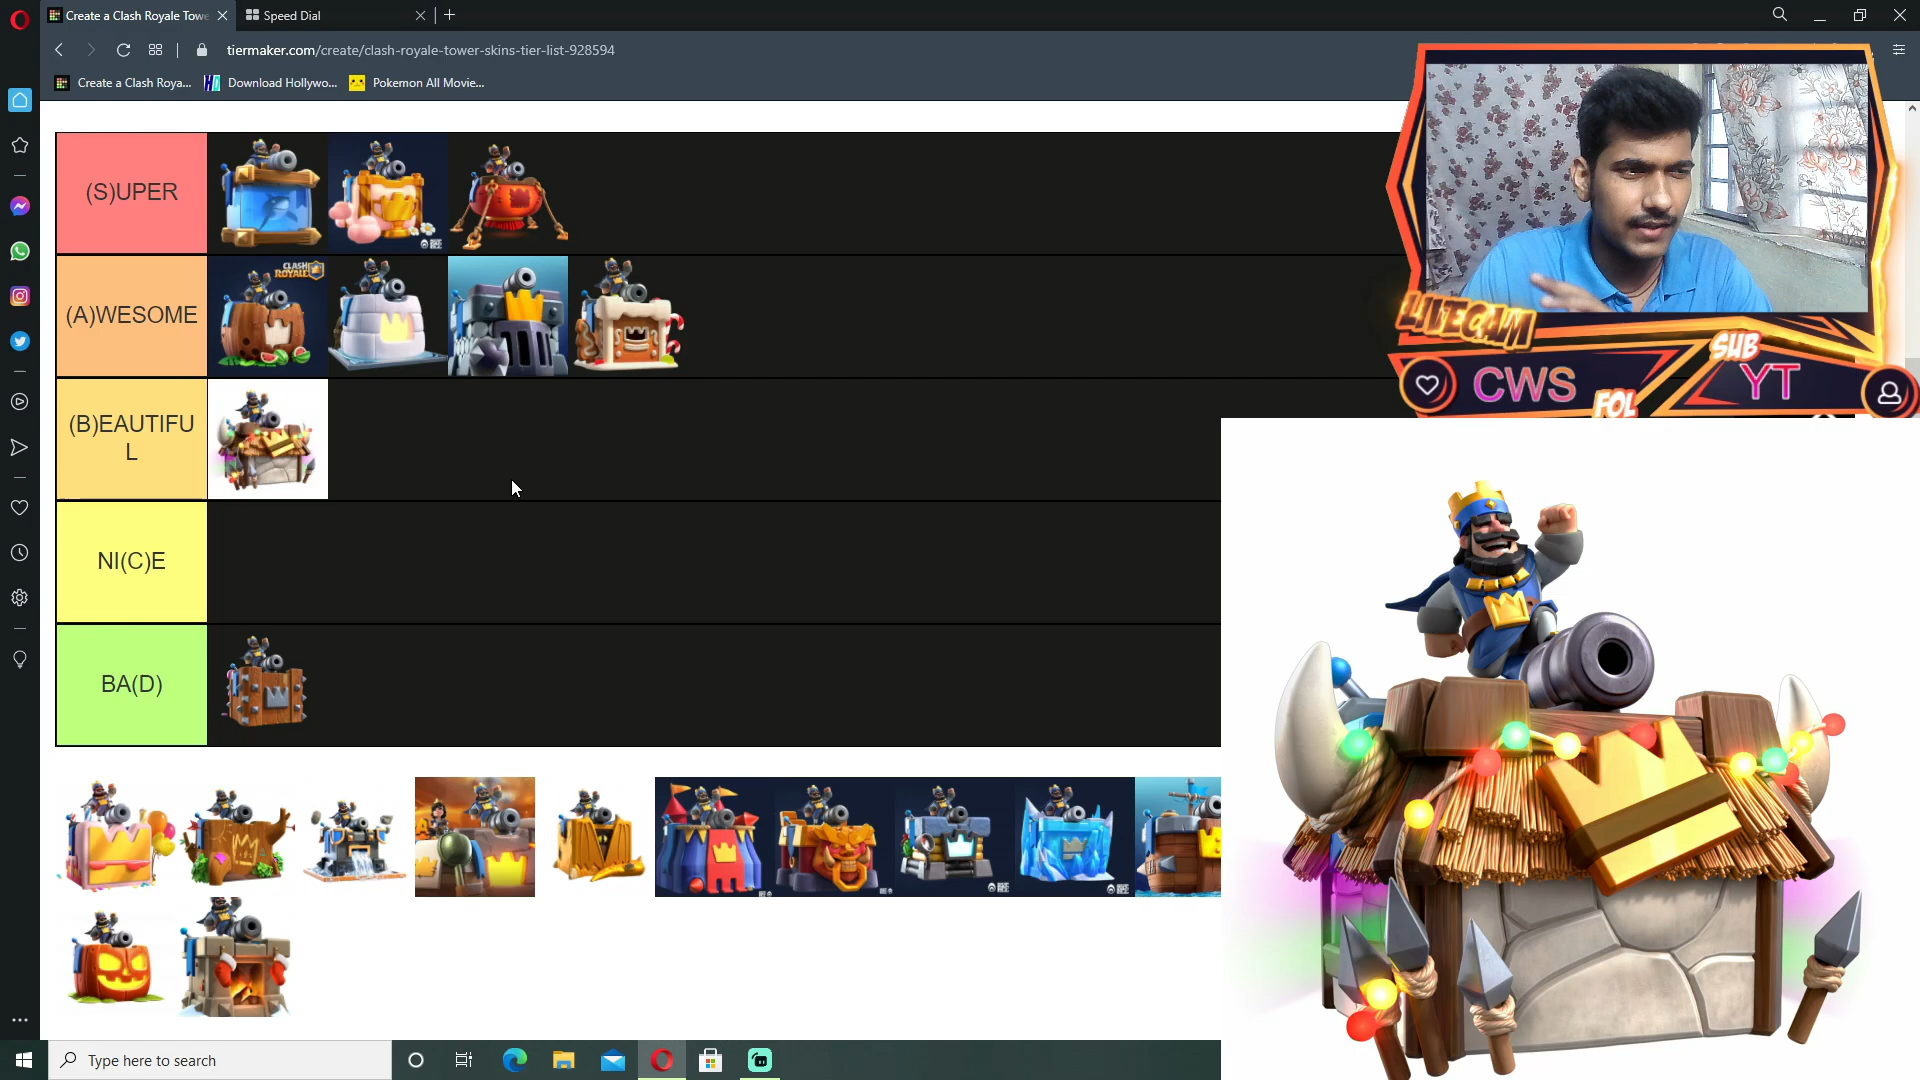 Create a Clash Royale Towe
Speed Dial
tiermaker.com/create/clash-royale-tower-skins-tier-list-928594
Create a Clash Roya...
Download Hollywo...
Pokemon All Movie...
(S)UPER
CLASH
ROYALE
(A)WESOME
(B)EAUTIFU
L
NI(C)E
BA(D)
LIVECAM
CWS
FOL
SUB
YT
Type here to search